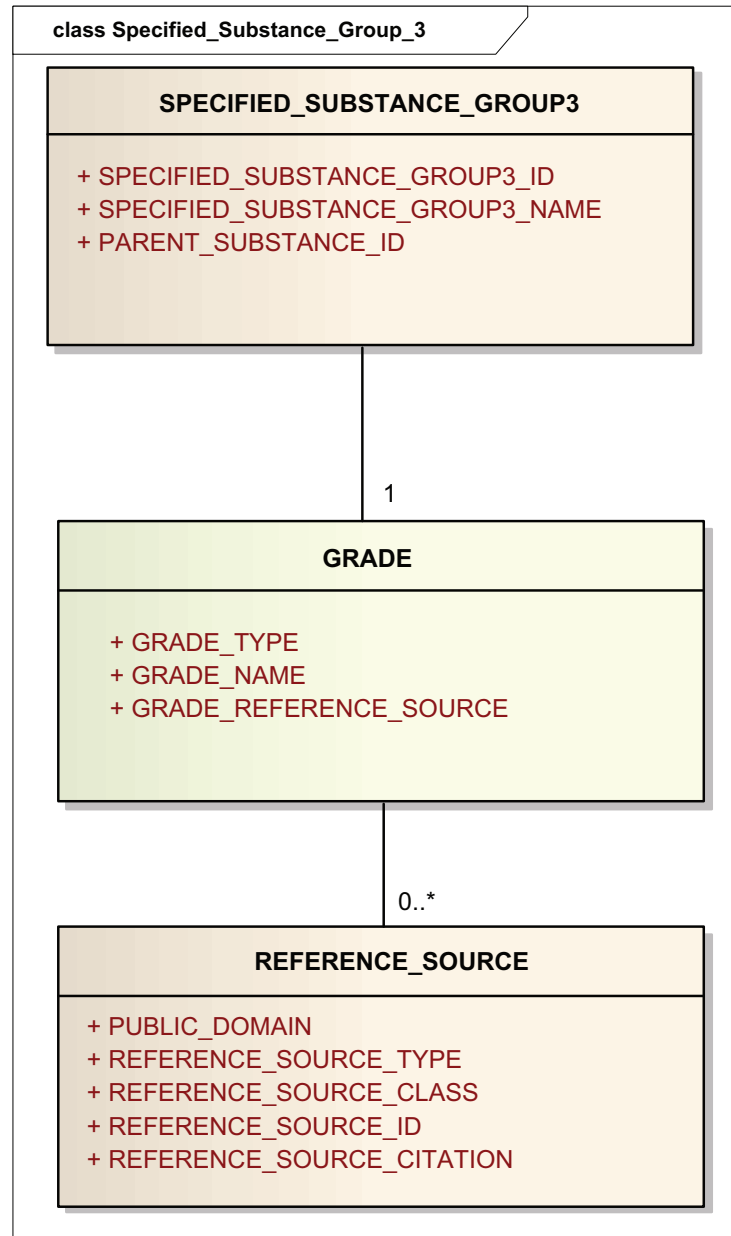 class Specified_Substance_Group_3
SPECIFIED_SUBSTANCE_GROUP3
+ SPECIFIED_SUBSTANCE_GROUP3_ID
+ SPECIFIED_SUBSTANCE_GROUP3_NAME
+ PARENT_SUBSTANCE_ID
1
GRADE
+ GRADE_TYPE
+ GRADE_NAME
+ GRADE_REFERENCE_SOURCE
0..*
REFERENCE_SOURCE
+ PUBLIC_DOMAIN
+ REFERENCE_SOURCE_TYPE
+ REFERENCE_SOURCE_CLASS
+ REFERENCE_SOURCE_ID
+ REFERENCE_SOURCE_CITATION